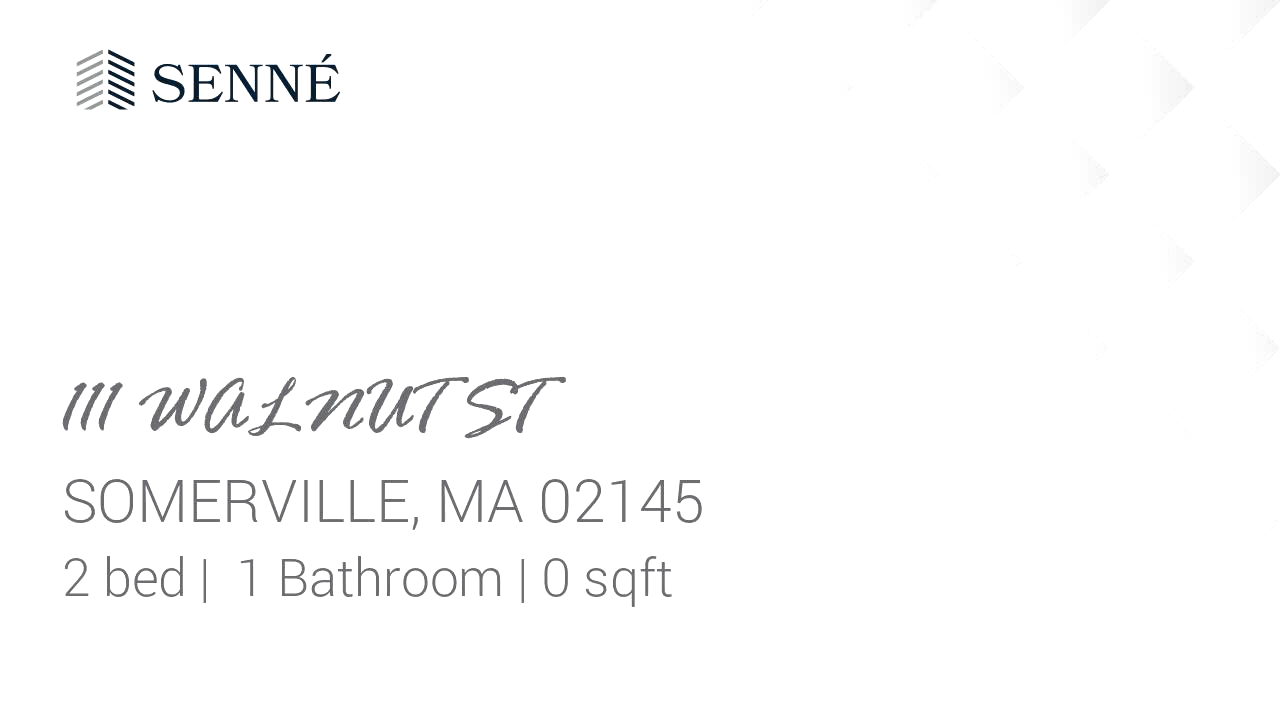 SENNÉ
111 WALNUT ST
SOMERVILLE, MA 02145
2 bed | 1 Bathroom | 0 sqft